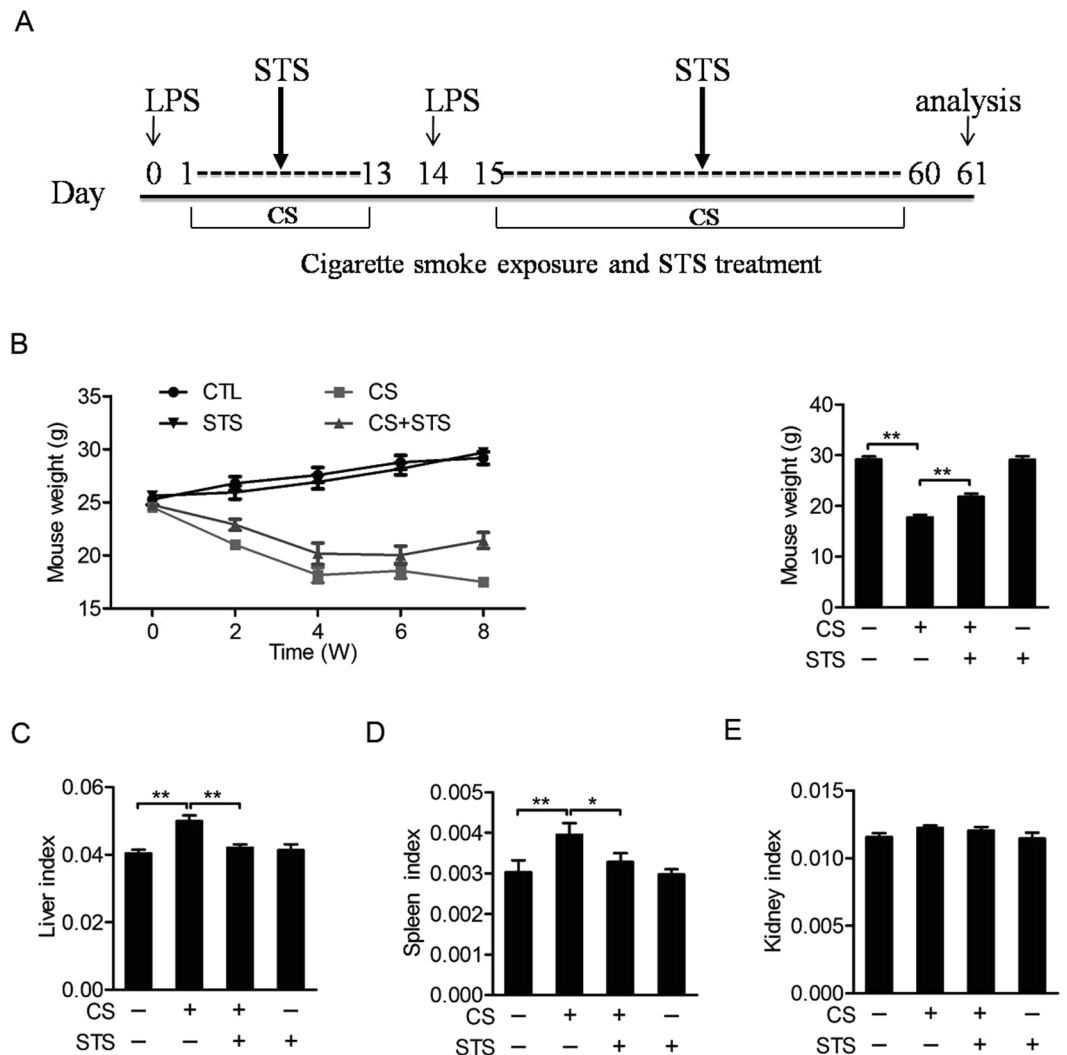 A
STS STS
LPS LPS analysis
Day 0 1 13 14 15 60 61
CS CS
Cigarette smoke exposure and STS treatment
B
CTL CS
STS CS+STS
Mouse weight (g)
35
30
25
20
15
0 2 4 6 8
Time (W)
Mouse weight (g)
40
30
20
10
0
** **
CS − + + −
STS − − + +
C
Liver index
0.06
0.04
0.02
0.00
** **
CS − + + −
STS − − + +
D
Spleen index
0.005
0.004
0.003
0.002
0.001
0.000
** *
CS − + + −
STS − − + +
E
Kidney index
0.015
0.010
0.005
0.000
CS − + + −
STS − − + +